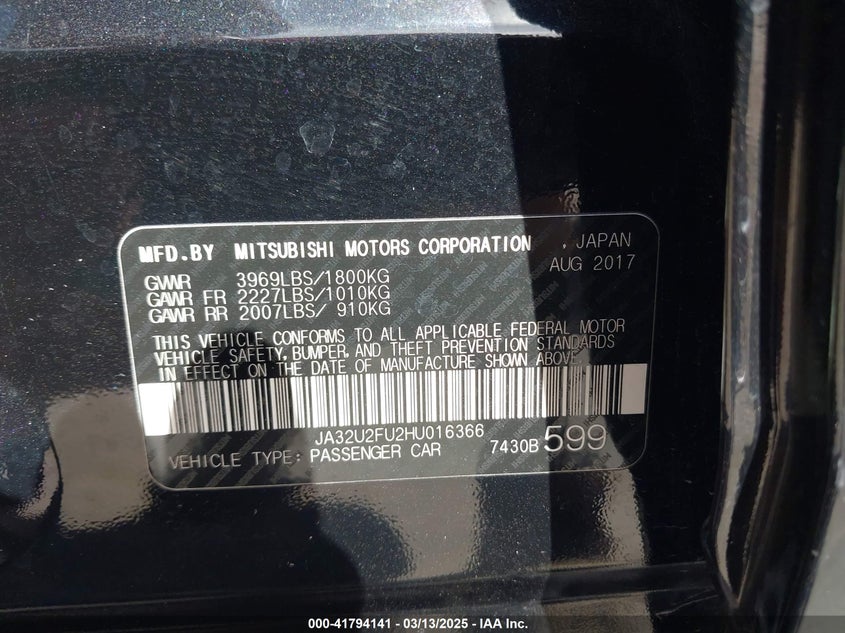 MFD.BY MITSUBISHI MOTORS CORPORATION , JAPAN
AUG 2017
GVWR 3969LBS/1800KG
GAWR FR 2227LBS/1010KG
GAWR RR 2007LBS/ 910KG
THIS VEHICLE CONFORMS TO ALL APPLICABLE FEDERAL MOTOR
VEHICLE SAFETY, BUMPER, AND THEFT PREVENTION STANDARDS
IN EFFECT ON THE DATE OF MANUFACTURE SHOWN ABOVE.
JA32U2FU2HU016366
VEHICLE TYPE: PASSENGER CAR 7430B 599
000-41794141 — 03/13/2025 — © IAA Inc.